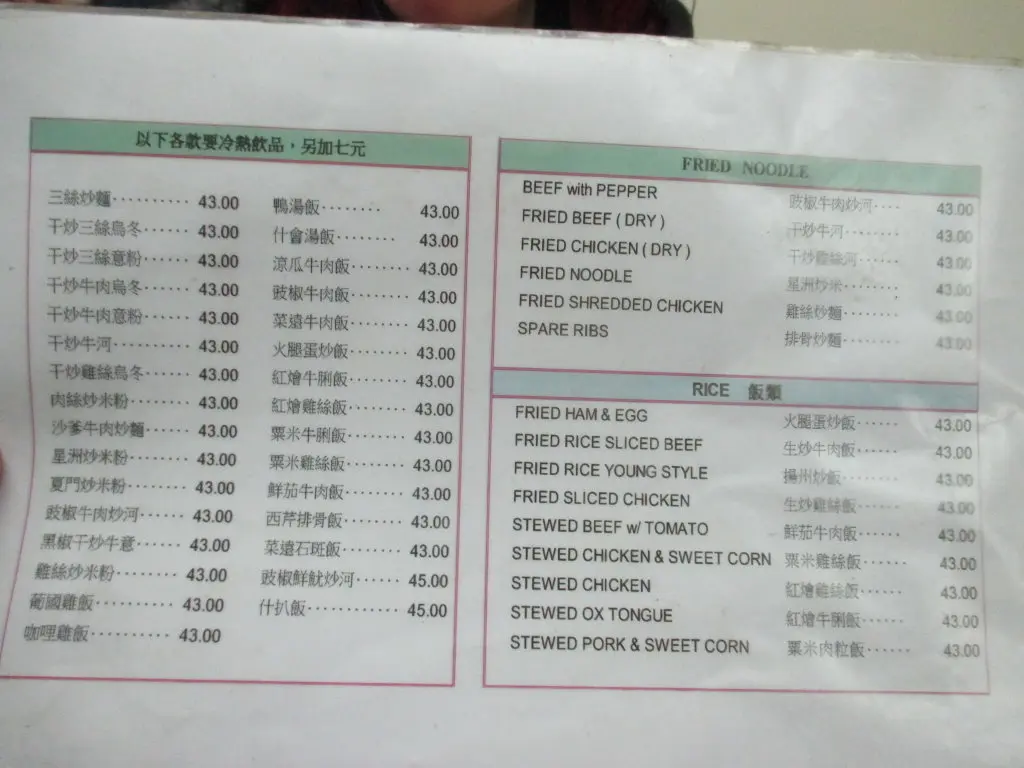 以下各款要冷熱飲品，另加七元
三絲炒麵·········· 43.00
干炒三絲烏冬······ 43.00
干炒三絲意粉······ 43.00
干炒牛肉烏冬······ 43.00
干炒牛肉意粉······ 43.00
干炒牛河·········· 43.00
干炒雞絲烏冬······ 43.00
肉絲炒米粉········ 43.00
沙爹牛肉炒麵······ 43.00
星洲炒米粉········ 43.00
夏門炒米粉········ 43.00
豉椒牛肉炒河······ 43.00
黑椒干炒牛意······ 43.00
雞絲炒米粉········ 43.00
葡國雞飯·········· 43.00
咖哩雞飯·········· 43.00
鴨湯飯········ 43.00
什會湯飯········ 43.00
涼瓜牛肉飯········ 43.00
豉椒牛肉飯········ 43.00
菜遠牛肉飯········ 43.00
火腿蛋炒飯········ 43.00
紅燴牛脷飯········ 43.00
紅燴雞絲飯········ 43.00
粟米牛脷飯········ 43.00
粟米雞絲飯········ 43.00
鮮茄牛肉飯········ 43.00
西芹排骨飯········ 43.00
菜遠石斑飯········ 43.00
豉椒鮮魷炒河······ 45.00
什扒飯············ 45.00
FRIED NOODLE
BEEF with PEPPER 豉椒牛肉炒河···· 43.00
FRIED BEEF ( DRY ) 干炒牛河······ 43.00
FRIED CHICKEN ( DRY ) 干炒雞絲河···· 43.00
FRIED NOODLE 星洲炒米······ 43.00
FRIED SHREDDED CHICKEN 雞絲炒麵······ 43.00
SPARE RIBS 排骨炒麵······ 43.00
RICE 飯類
FRIED HAM & EGG 火腿蛋炒飯······ 43.00
FRIED RICE SLICED BEEF 生炒牛肉飯······ 43.00
FRIED RICE YOUNG STYLE 揚州炒飯······ 43.00
FRIED SLICED CHICKEN 生炒雞絲飯······ 43.00
STEWED BEEF w/ TOMATO 鮮茄牛肉飯······ 43.00
STEWED CHICKEN & SWEET CORN 粟米雞絲飯······ 43.00
STEWED CHICKEN 紅燴雞絲飯······ 43.00
STEWED OX TONGUE 紅燴牛脷飯······ 43.00
STEWED PORK & SWEET CORN 粟米肉粒飯······ 43.00